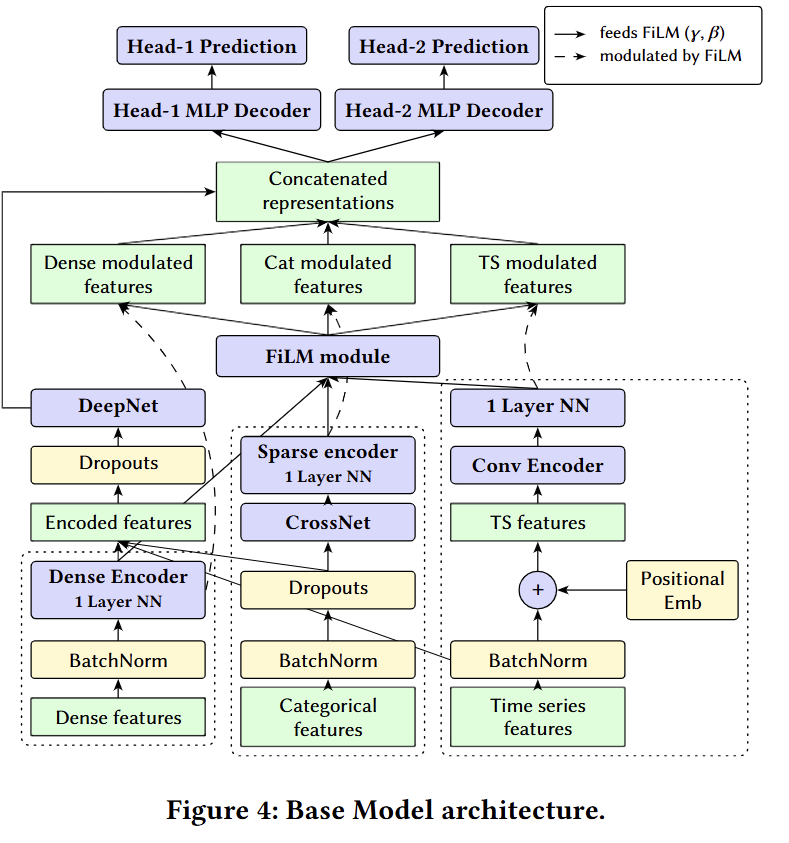 feeds FiLM (γ, β)
modulated by FiLM
Head-1 Prediction
Head-2 Prediction
Head-1 MLP Decoder
Head-2 MLP Decoder
Concatenated
representations
Dense modulated
features
Cat modulated
features
TS modulated
features
FiLM module
DeepNet
1 Layer NN
Dropouts
Sparse encoder
1 Layer NN
Conv Encoder
Encoded features
CrossNet
TS features
Dense Encoder
1 Layer NN
Dropouts
+
Positional
Emb
BatchNorm
BatchNorm
BatchNorm
Dense features
Categorical
features
Time series
features
Figure 4: Base Model architecture.